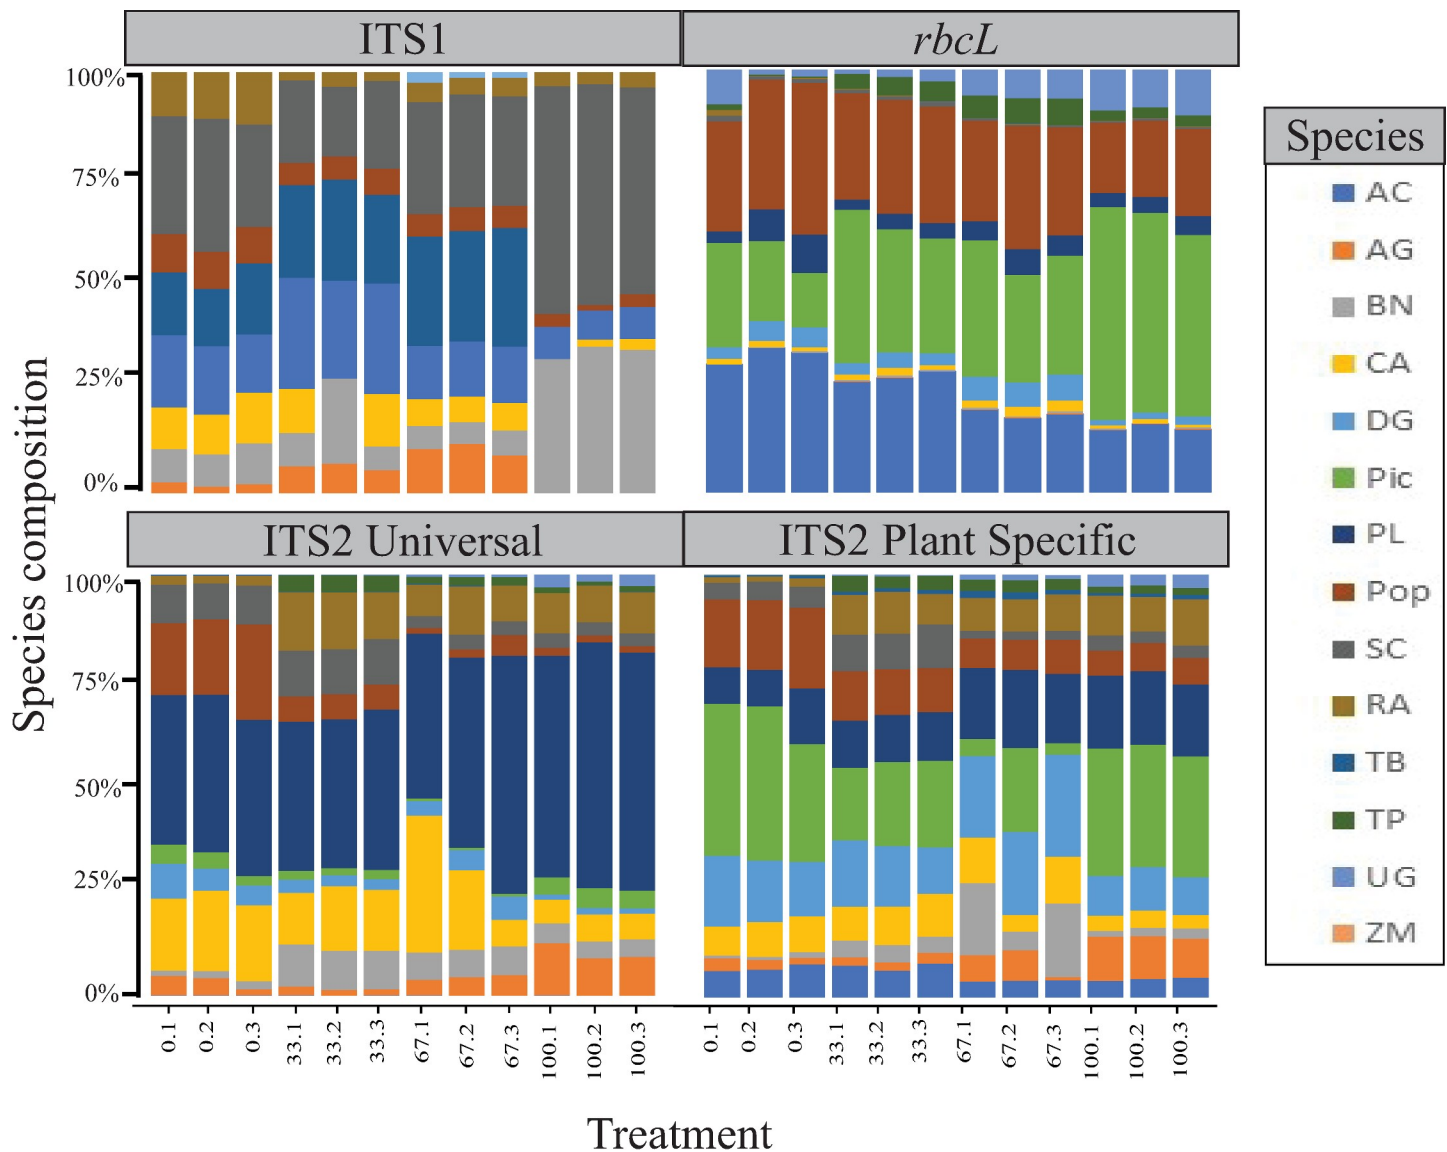 ITS1
rbcL
100%
75%
50%
25%
0%
Species
AC
AG
BN
CA
DG
Pic
PL
Pop
SC
RA
TB
TP
UG
ZM
Species composition
ITS2 Universal
ITS2 Plant Specific
100%
75%
50%
25%
0%
0.1
0.2
0.3
33.1
33.2
33.3
67.1
67.2
67.3
100.1
100.2
100.3
0.1
0.2
0.3
33.1
33.2
33.3
67.1
67.2
67.3
100.1
100.2
100.3
Treatment